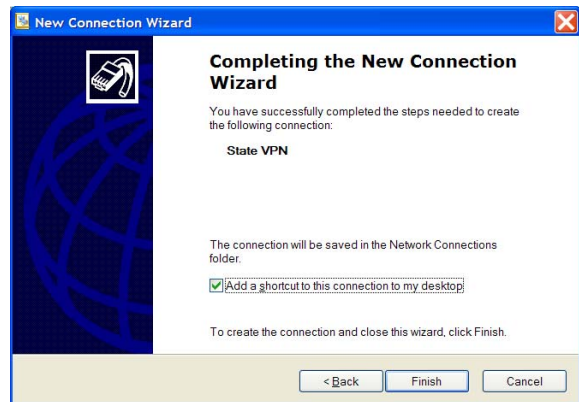 New Connection Wizard
Completing the New Connection
Wizard
You have successfully completed the steps needed to create
the following connection:
State VPN
The connection will be saved in the Network Connections
folder.
Add a shortcut to this connection to my desktop
To create the connection and close this wizard, click Finish.
< Back Finish Cancel